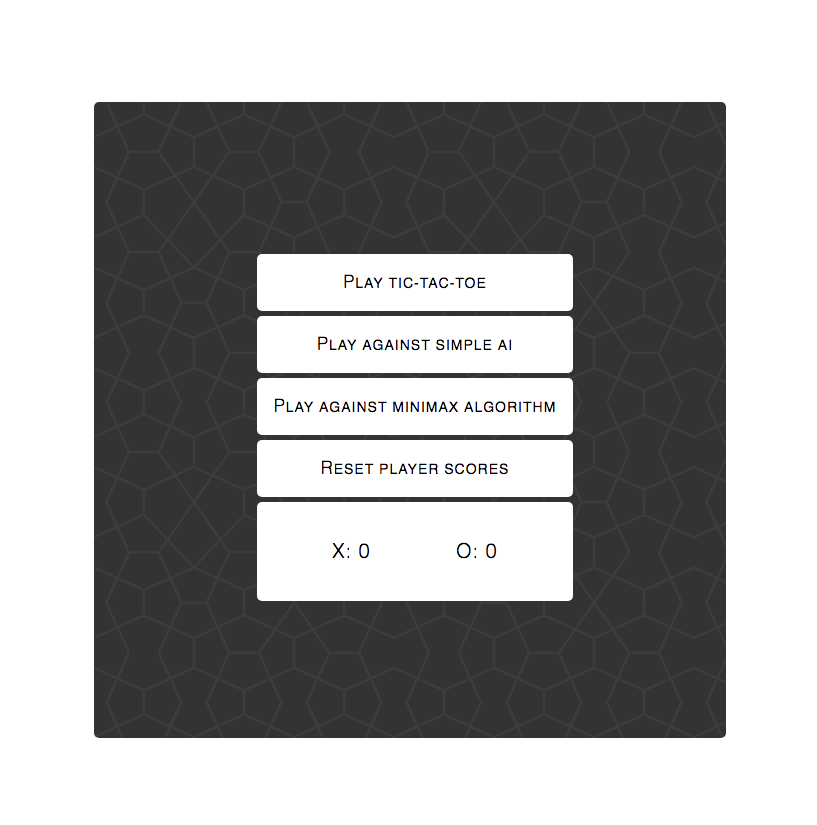 Play tic-tac-toe
Play against simple ai
Play against minimax algorithm
Reset player scores
X: 0 O: 0